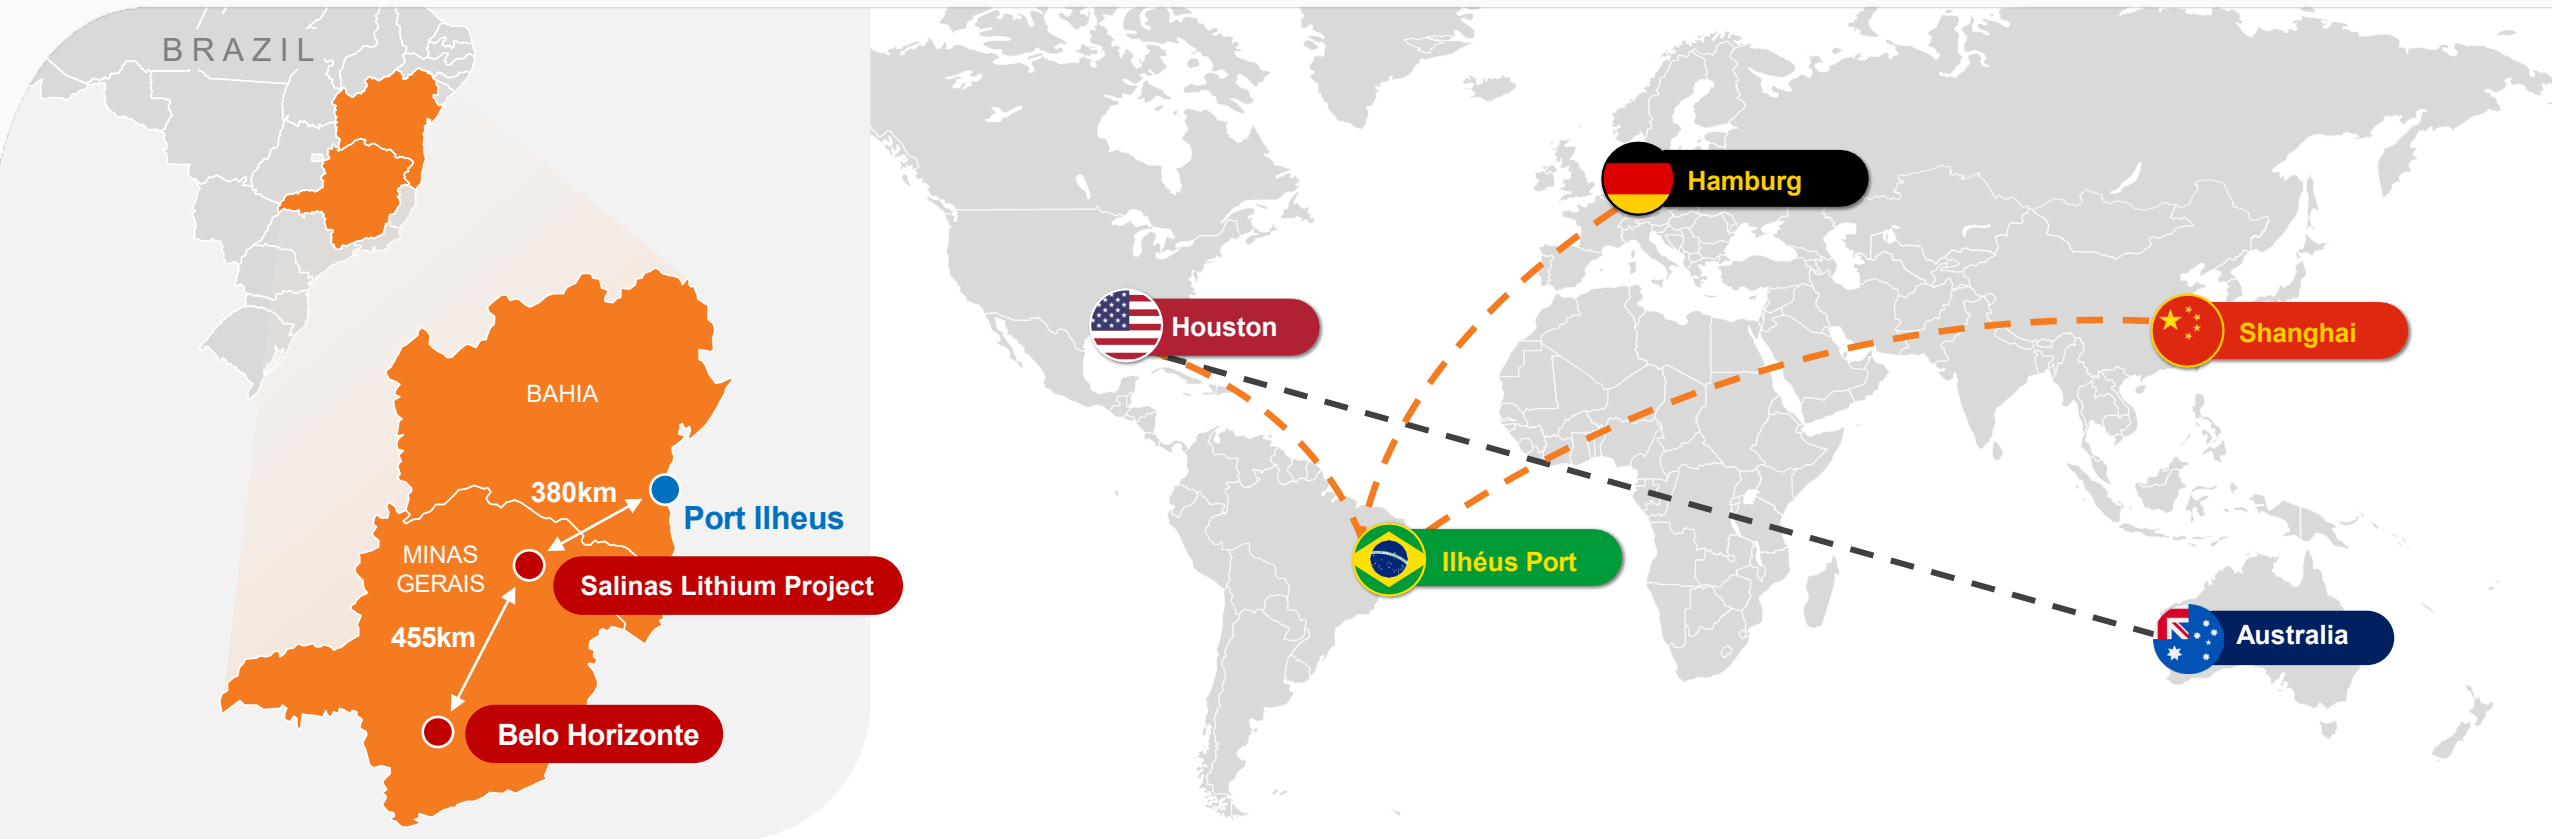 BRAZIL
BAHIA
380km
Port Ilheus
MINAS
GERAIS
Salinas Lithium Project
455km
Belo Horizonte
Hamburg
Houston
Shanghai
Ilhéus Port
Australia